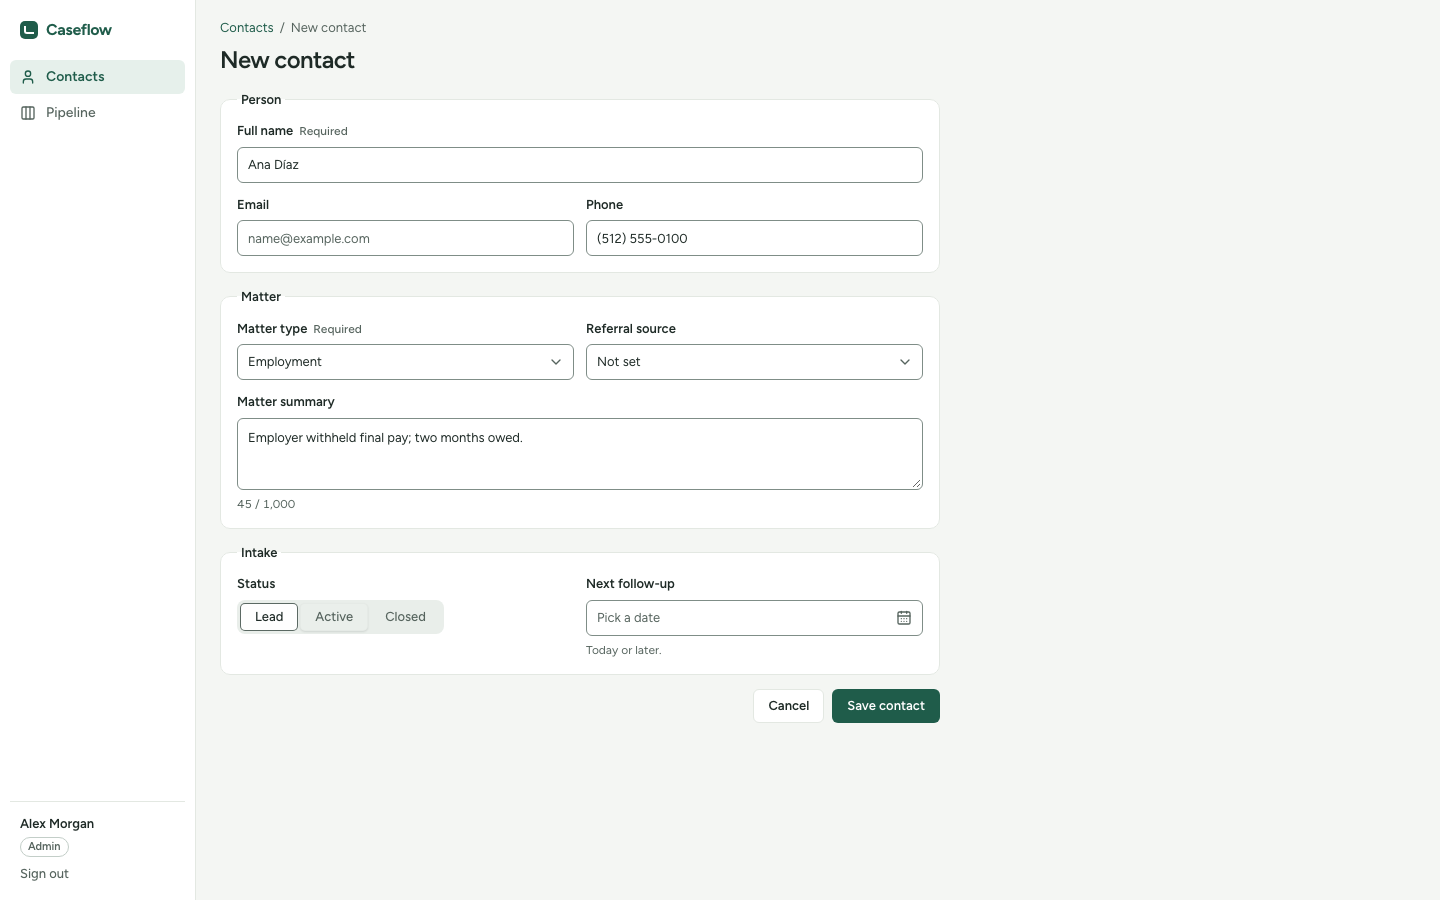 Caseflow
Contacts
Pipeline
Contacts / New contact
New contact
Person
Full name Required
Ana Díaz
Email
Phone
name@example.com
(512) 555-0100
Matter
Matter type Required
Referral source
Employment
Not set
Matter summary
Employer withheld final pay; two months owed.
45 / 1,000
Intake
Status
Next follow-up
Lead Active Closed
Pick a date
Today or later.
Cancel
Save contact
Alex Morgan
Admin
Sign out